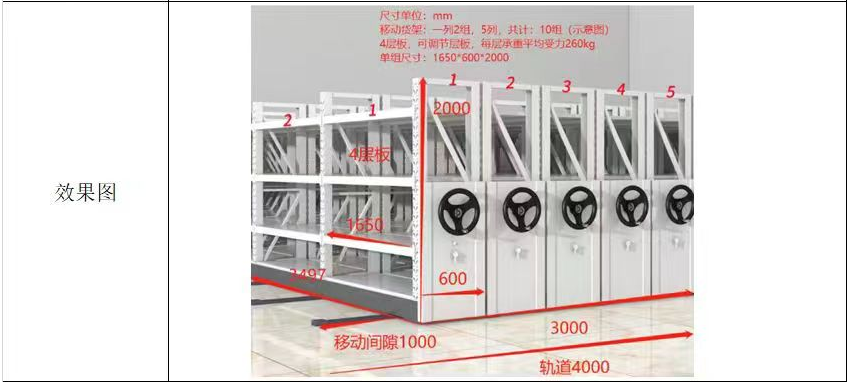 效果图
尺寸单位：mm
移动货架：一列2组，5列，共计：10组（示意图）
4层板，可调节层板，每层承重平均受力260kg
单组尺寸：1650*600*2000
1
2
3
4
5
2
1
2000
4层板
1650
3497
600
3000
移动间隙1000
轨道4000